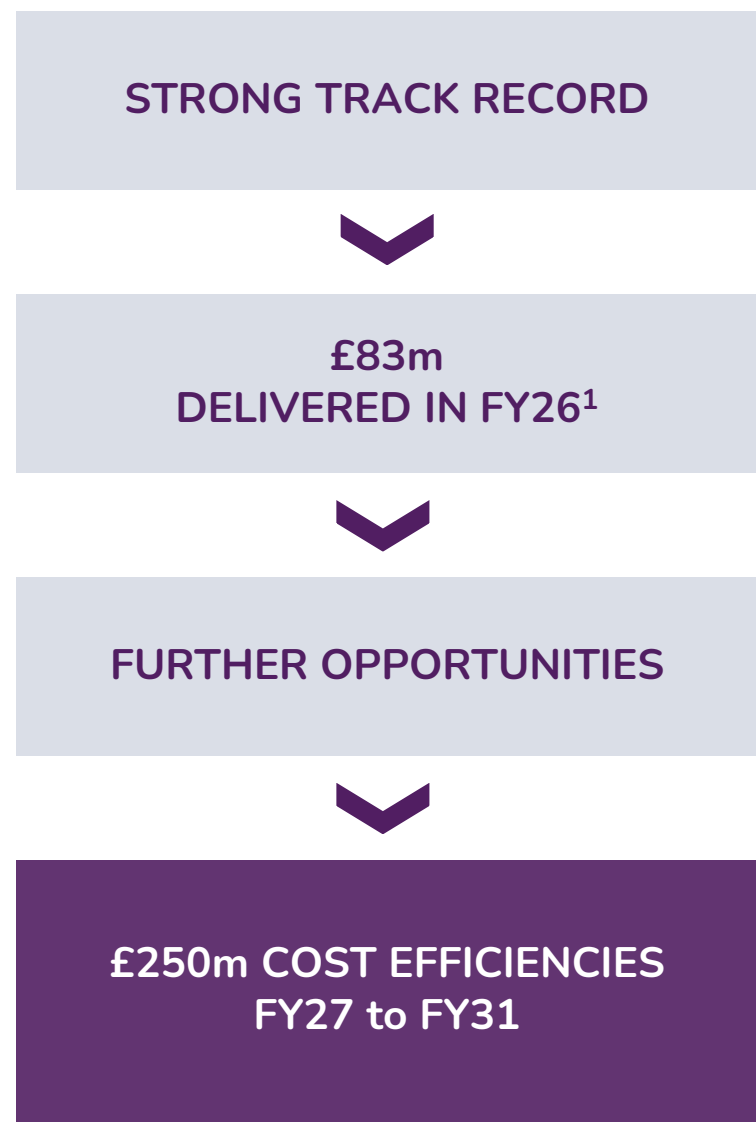 STRONG TRACK RECORD
£83m
DELIVERED IN FY26¹
FURTHER OPPORTUNITIES
£250m COST EFFICIENCIES
FY27 to FY31